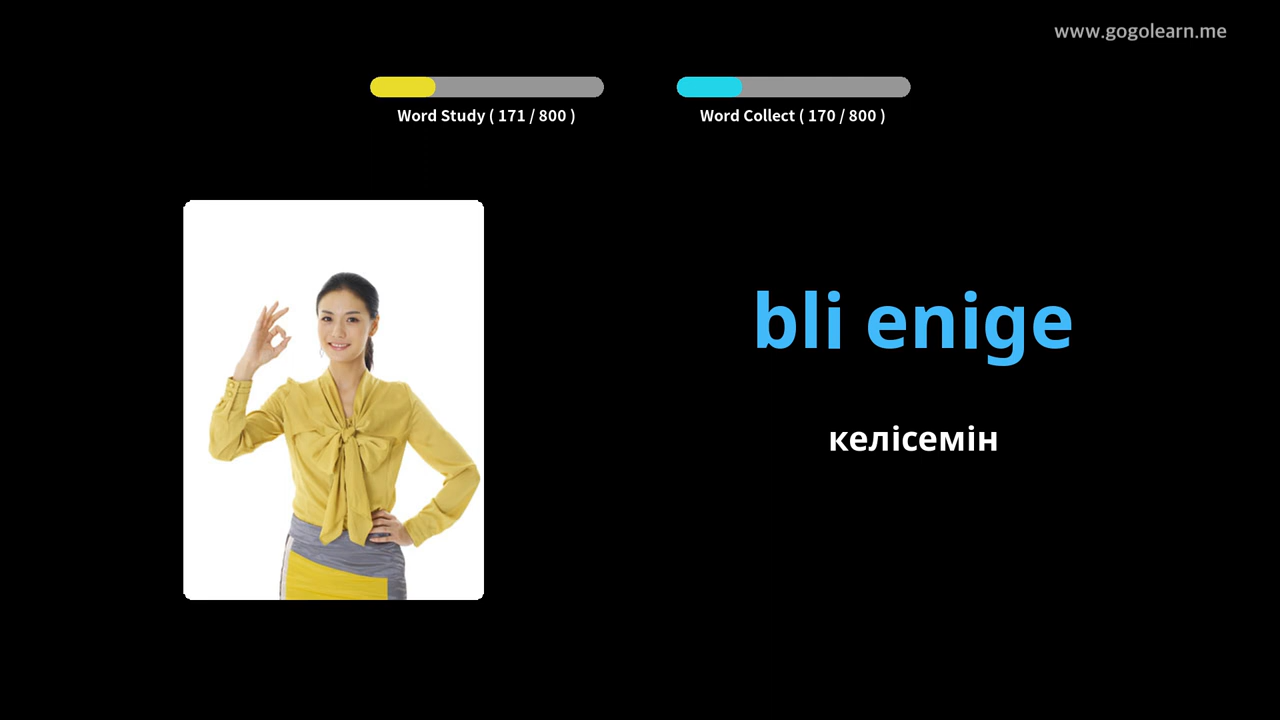 www.gogolearn.me
Word Study ( 171 / 800 )
Word Collect ( 170 / 800 )
bli enige
келісемін